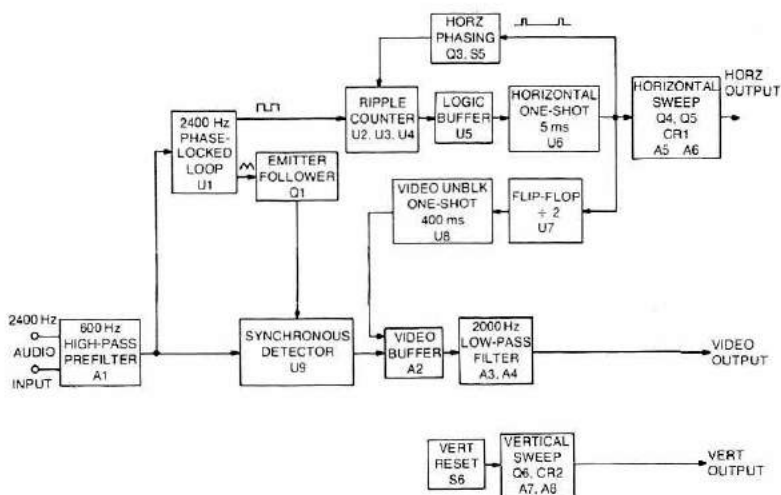 HORZ
PHASING
Q3, S5
2400 Hz
PHASE-
LOCKED
LOOP
U1
RIPPLE
COUNTER
U2, U3, U4
LOGIC
BUFFER
U5
HORIZONTAL
ONE-SHOT
5 ms
U6
HORIZONTAL
SWEEP
Q4, Q5
CR1
A5 A6
HORZ
OUTPUT
EMITTER
FOLLOWER
Q1
VIDEO UNBLK
ONE-SHOT
400 ms
U8
FLIP-FLOP
÷ 2
U7
2400 Hz
AUDIO
INPUT
600 Hz
HIGH-PASS
PREFILTER
A1
SYNCHRONOUS
DETECTOR
U9
VIDEO
BUFFER
A2
2000 Hz
LOW-PASS
FILTER
A3, A4
VIDEO
OUTPUT
VERT
RESET
S6
VERTICAL
SWEEP
Q6, CR2
A7, A8
VERT
OUTPUT